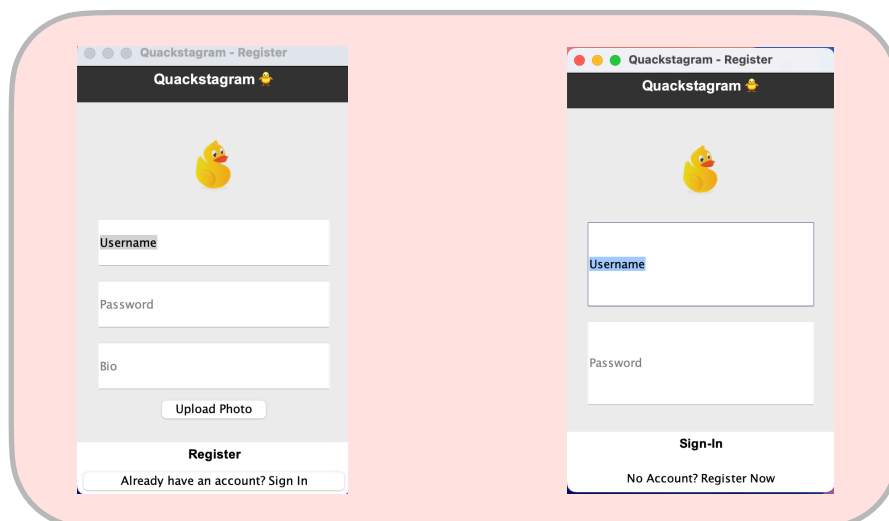 Quackstagram - Register
Quackstagram 🐥
Username
Password
Bio
Upload Photo
Register
Already have an account? Sign In
Quackstagram - Register
Quackstagram 🐥
Username
Password
Sign-In
No Account? Register Now